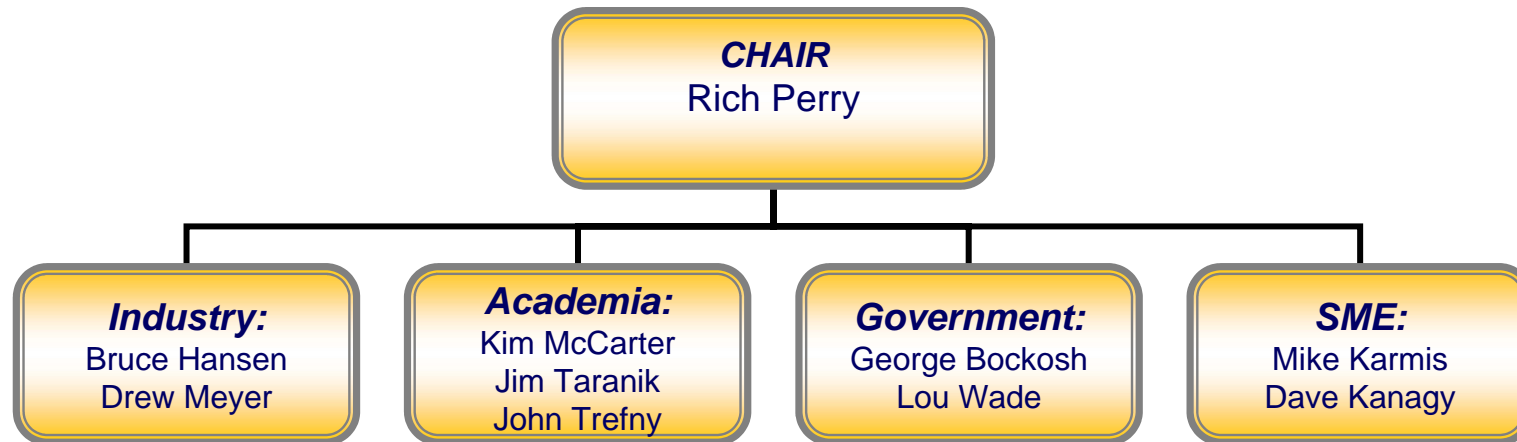 CHAIR
Rich Perry
Industry:
Bruce Hansen
Drew Meyer
Academia:
Kim McCarter
Jim Taranik
John Trefny
Government:
George Bockosh
Lou Wade
SME:
Mike Karmis
Dave Kanagy